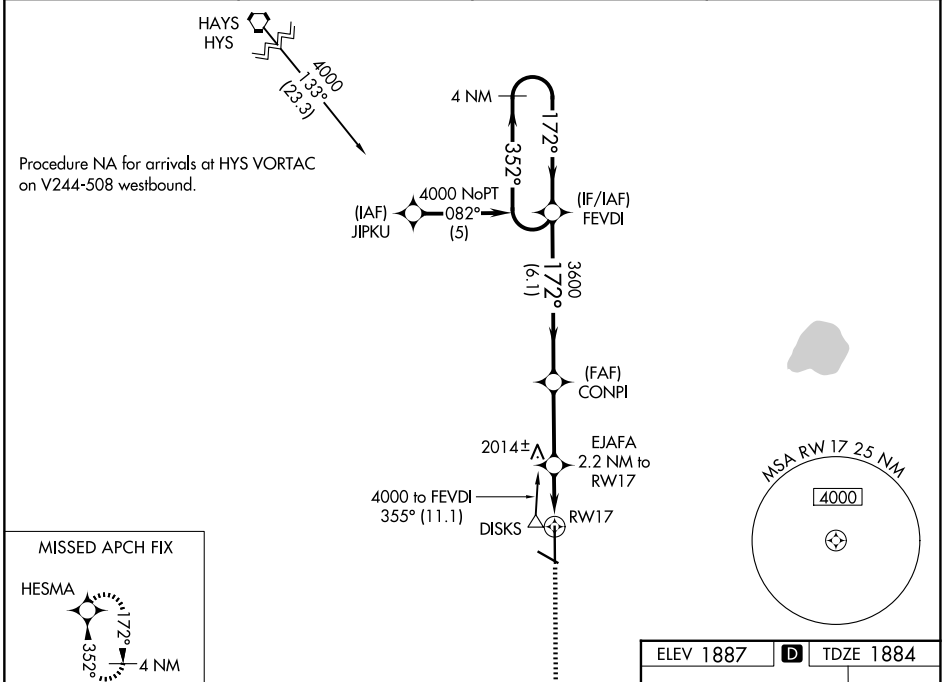 HAYS
HYS
4000
133°
(23.3)
4 NM
172°
352°
Procedure NA for arrivals at HYS VORTAC
on V244-508 westbound.
4000 NoPT
082°
(5)
(IAF)
JIPKU
(IF/IAF)
FEVDI
3600
172°
(6.1)
(FAF)
CONPI
2014±
EJAFA
2.2 NM to
RW17
4000 to FEVDI
355° (11.1)
DISKS
RW17
MSA RW 17 25 NM
4000
MISSED APCH FIX
HESMA
172°
352°
4 NM
ELEV 1887 D TDZE 1884